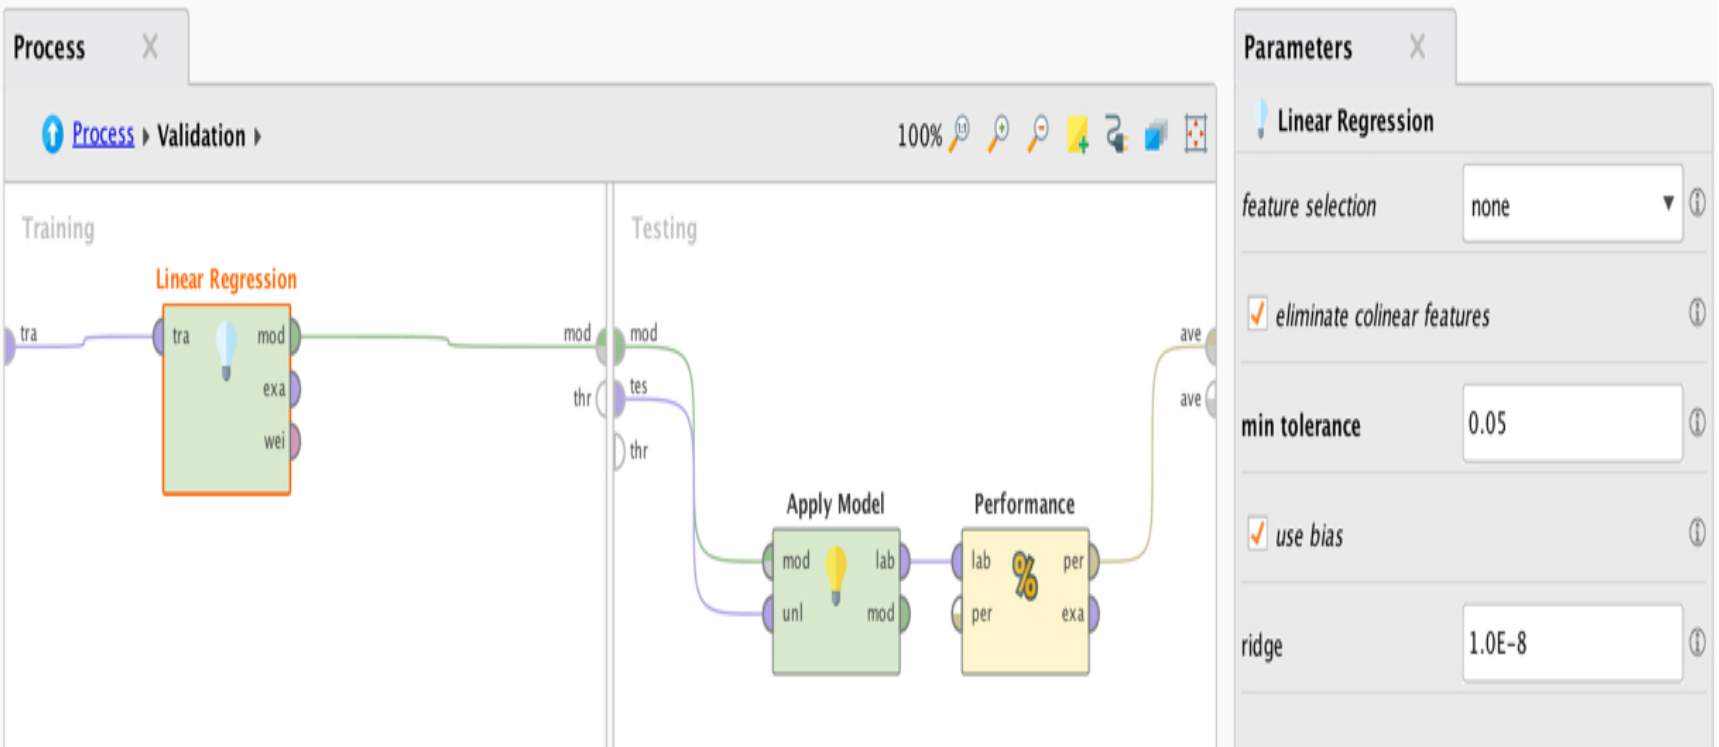 Process
Process Validation
100%
Training
Linear Regression
tra
tra
mod
exa
wei
mod
thr
Testing
mod
tes
thr
Apply Model
mod
lab
unl
mod
Performance
lab
per
per
exa
ave
ave
Parameters
Linear Regression
feature selection none
eliminate colinear features
min tolerance 0.05
use bias
ridge 1.0E-8